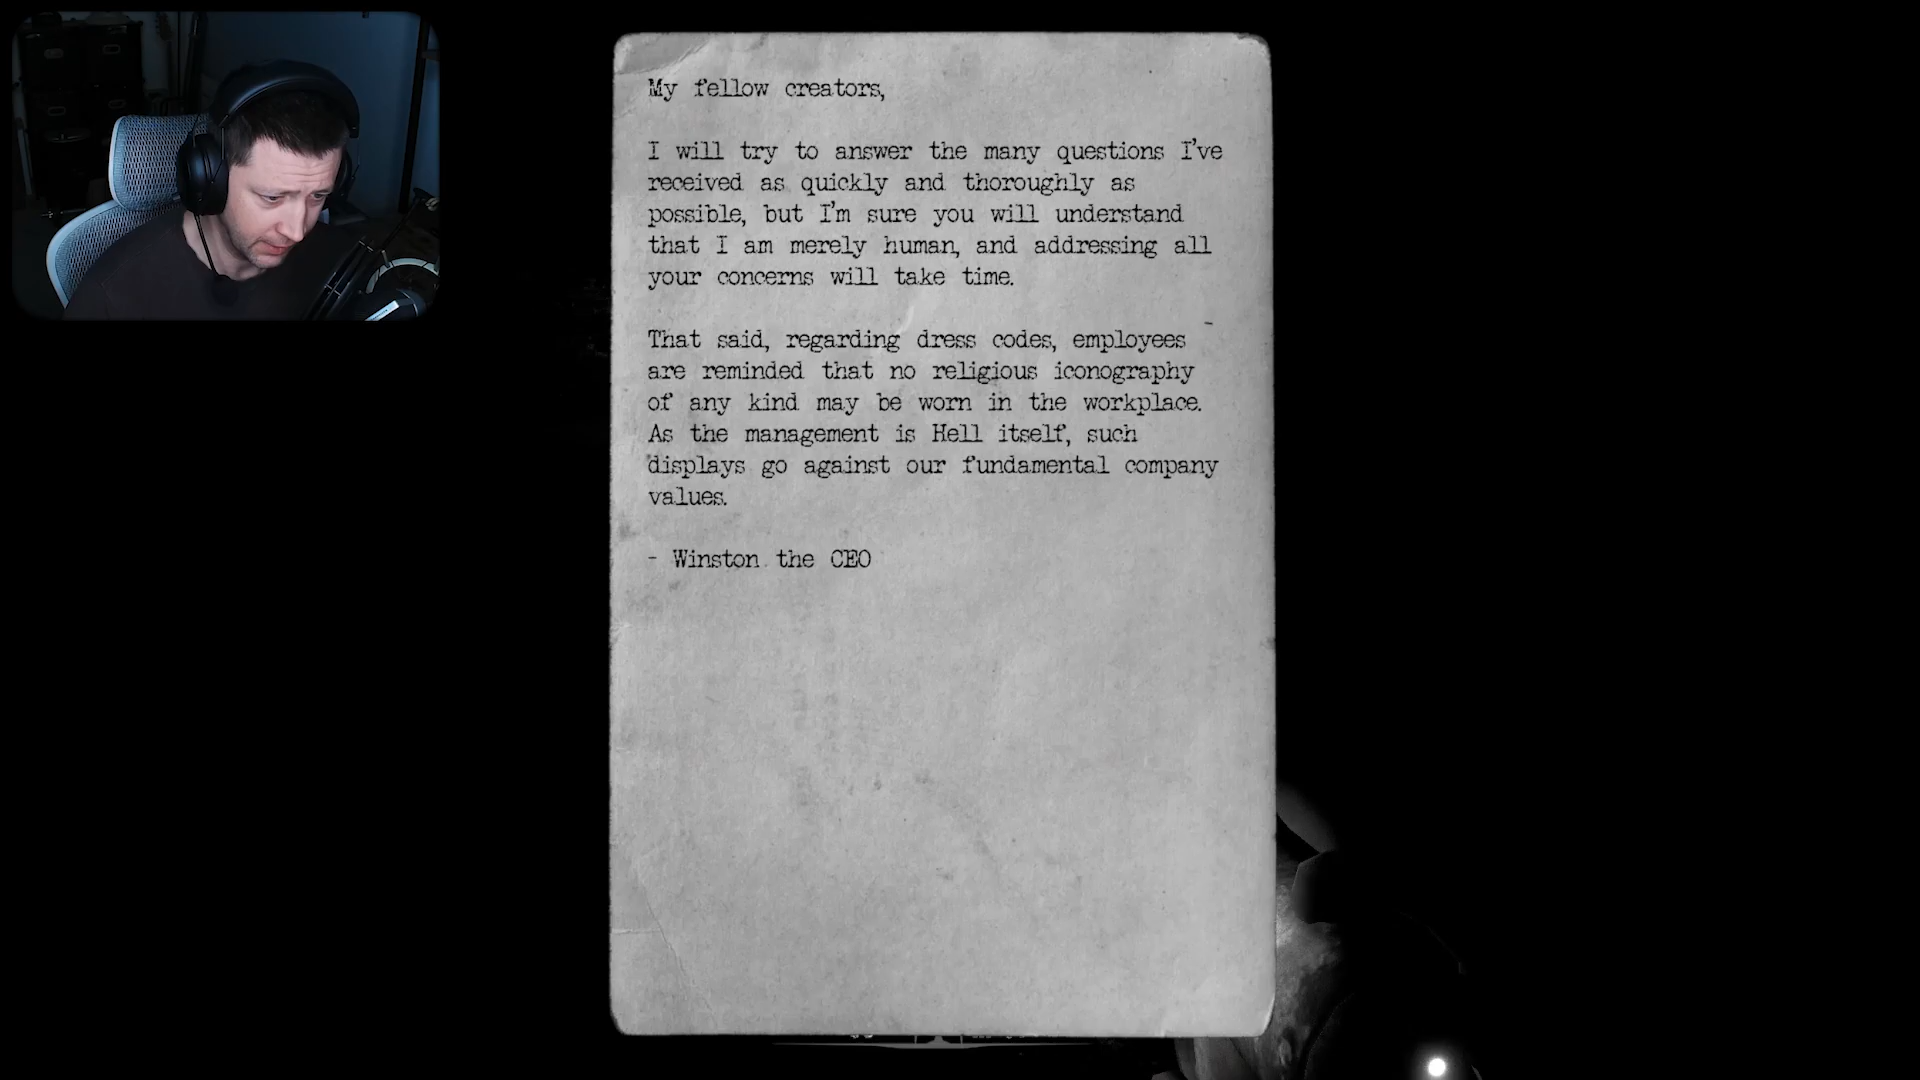 My fellow creators,
I will try to answer the many questions I've
received as quickly and thoroughly as
possible, but I'm sure you will understand
that I am merely human, and addressing all
your concerns will take time.
That said, regarding dress codes, employees
are reminded that no religious iconography
of any kind may be worn in the workplace.
As the management is Hell itself, such
displays go against our fundamental company
values.
- Winston the CEO